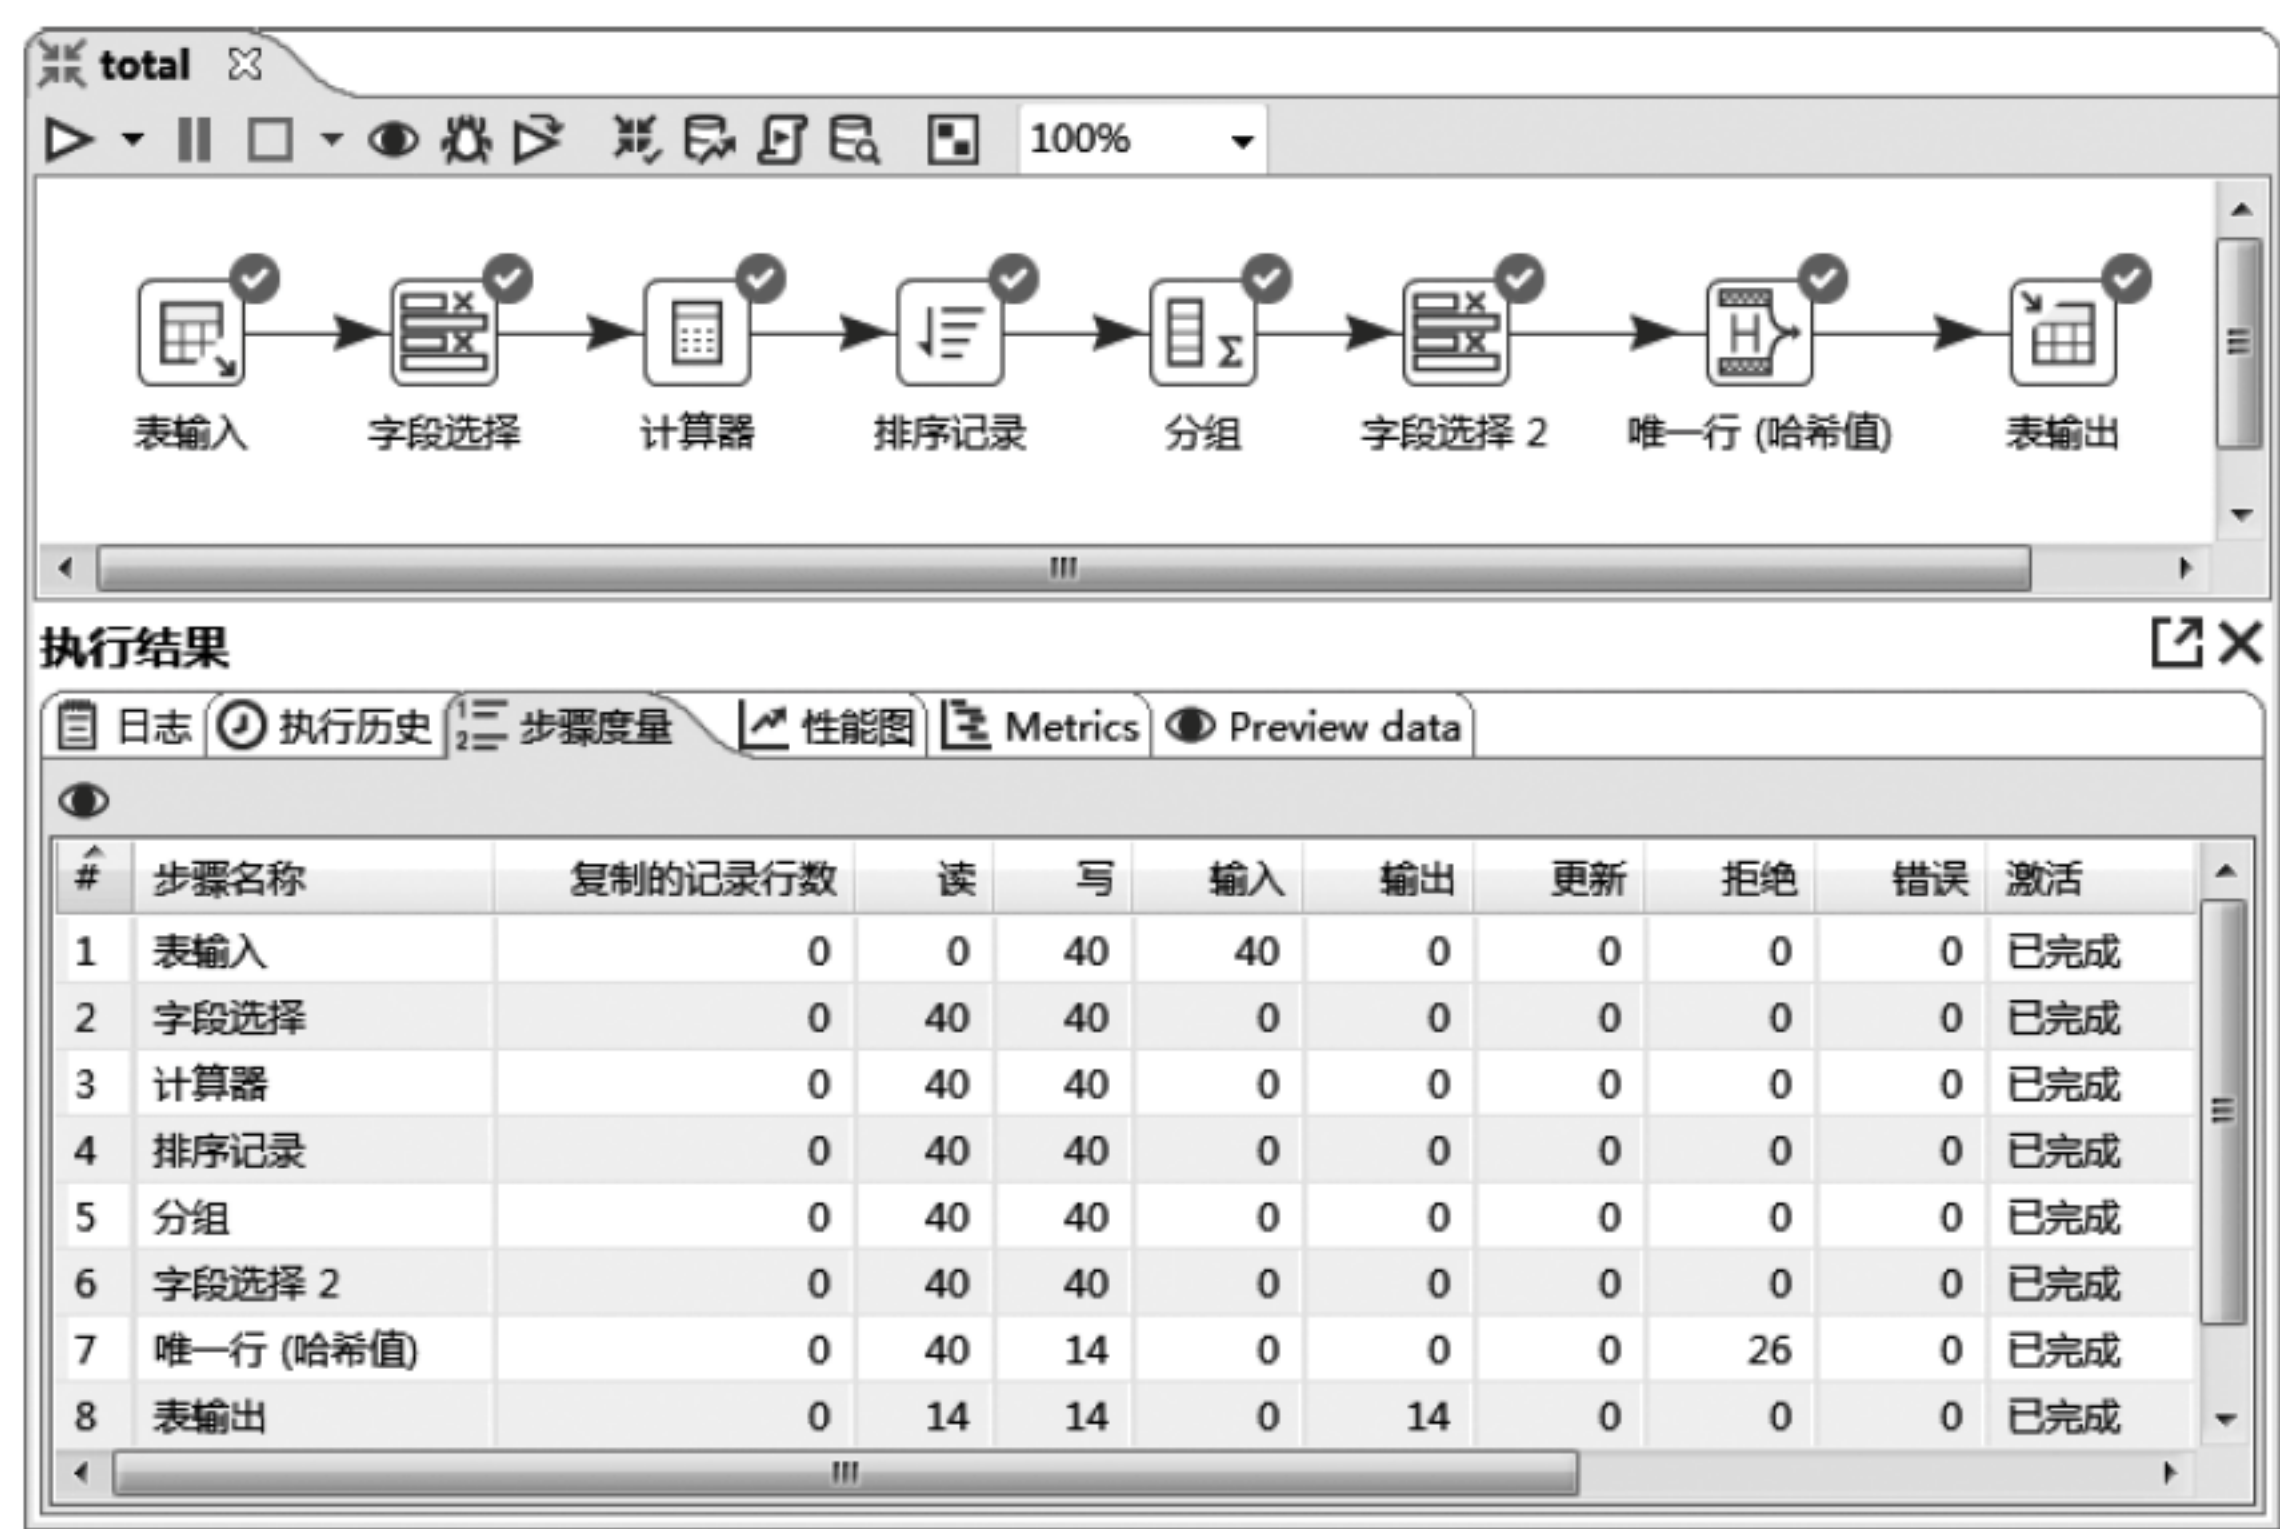 total
100%
表输入 字段选择 计算器 排序记录 分组 字段选择 2 唯一行 (哈希值) 表输出
执行结果
日志 执行历史 步骤度量 性能图 Metrics Preview data
# 步骤名称 复制的记录行数 读 写 输入 输出 更新 拒绝 错误 激活
1 表输入 0 0 40 40 0 0 0 0 已完成
2 字段选择 0 40 40 0 0 0 0 0 已完成
3 计算器 0 40 40 0 0 0 0 0 已完成
4 排序记录 0 40 40 0 0 0 0 0 已完成
5 分组 0 40 40 0 0 0 0 0 已完成
6 字段选择 2 0 40 40 0 0 0 0 0 已完成
7 唯一行 (哈希值) 0 40 14 0 0 0 26 0 已完成
8 表输出 0 14 14 0 14 0 0 0 已完成